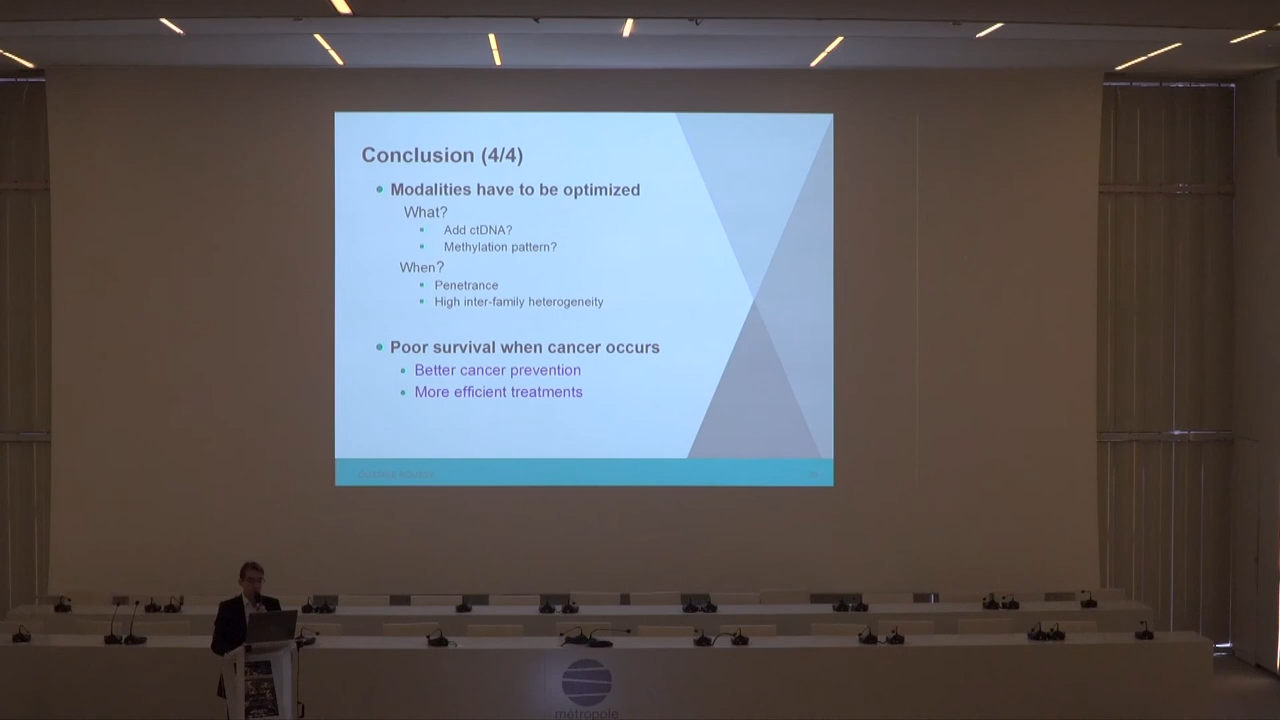 Conclusion (4/4)
• Modalities have to be optimized
What?
▪ Add ctDNA?
▪ Methylation pattern?
When?
▪ Penetrance
▪ High inter-family heterogeneity
• Poor survival when cancer occurs
• Better cancer prevention
• More efficient treatments
métropole